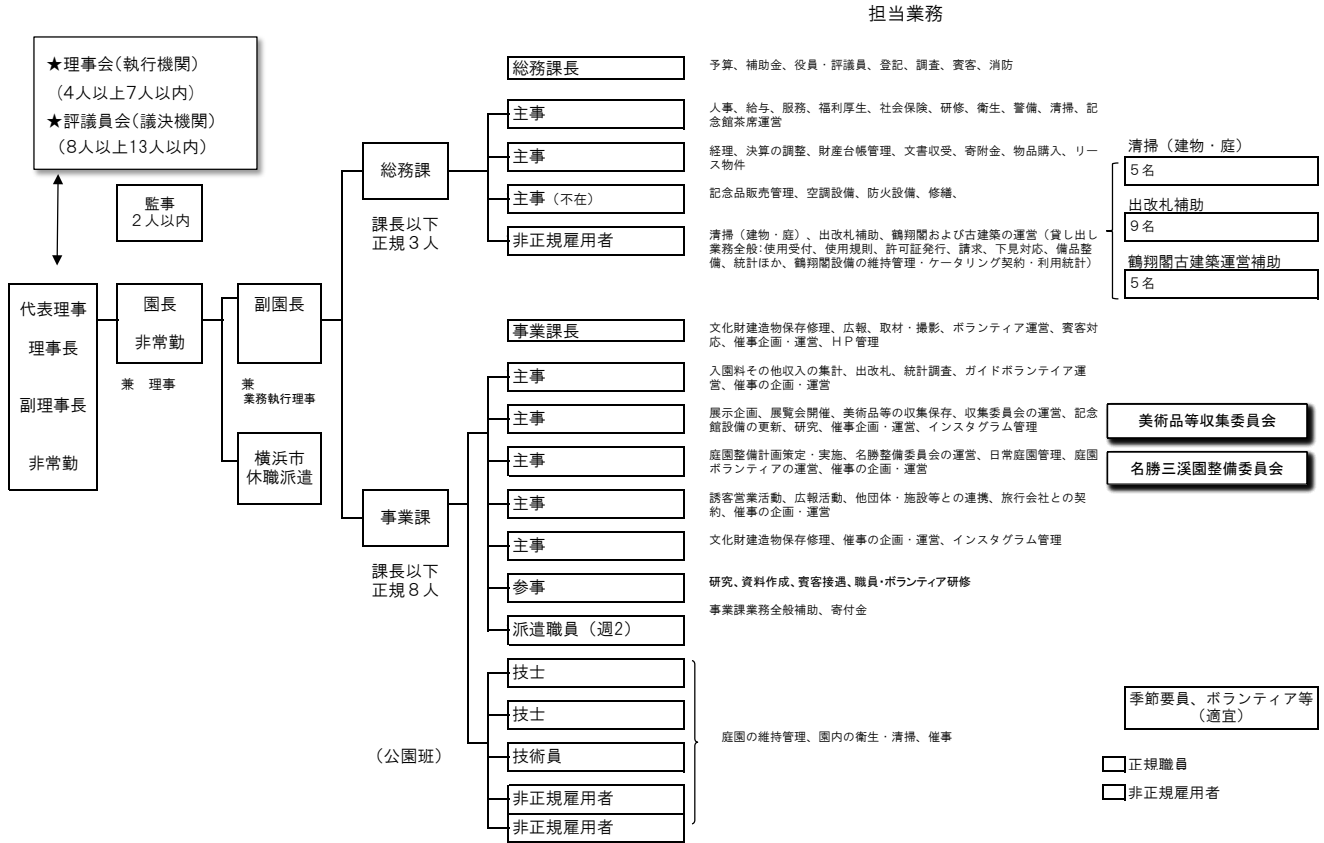 担当業務
★理事会(執行機関)
(4人以上7人以内)
★評議員会(議決機関)
(8人以上13人以内)
監事
2人以内
代表理事
理事長
副理事長
非常勤
園長
非常勤
兼　理事
副園長
兼
業務執行理事
横浜市
休職派遣
総務課
課長以下
正規3人
総務課長
予算、補助金、役員・評議員、登記、調査、賓客、消防
主事
人事、給与、服務、福利厚生、社会保険、研修、衛生、警備、清掃、記
念館茶席運営
主事
経理、決算の調整、財産台帳管理、文書収受、寄附金、物品購入、リー
ス物件
主事（不在）
記念品販売管理、空調設備、防火設備、修繕、
非正規雇用者
清掃（建物・庭）、出改札補助、鶴翔閣および古建築の運営（貸し出し
業務全般:使用受付、使用規則、許可証発行、請求、下見対応、備品整
備、統計ほか、鶴翔閣設備の維持管理・ケータリング契約・利用統計）
清掃（建物・庭）
5名
出改札補助
9名
鶴翔閣古建築運営補助
5名
事業課
課長以下
正規8人
事業課長
文化財建造物保存修理、広報、取材・撮影、ボランティア運営、賓客対
応、催事企画・運営、HP管理
主事
入園料その他収入の集計、出改札、統計調査、ガイドボランテイア運
営、催事の企画・運営
主事
展示企画、展覧会開催、美術品等の収集保存、収集委員会の運営、記念
館設備の更新、研究、催事企画・運営、インスタグラム管理
美術品等収集委員会
主事
庭園整備計画策定・実施、名勝整備委員会の運営、日常庭園管理、庭園
ボランティアの運営、催事の企画・運営
名勝三溪園整備委員会
主事
誘客営業活動、広報活動、他団体・施設等との連携、旅行会社との契
約、催事の企画・運営
主事
文化財建造物保存修理、催事の企画・運営、インスタグラム管理
参事
研究、資料作成、賓客接遇、職員・ボランティア研修
派遣職員（週2）
事業課業務全般補助、寄付金
（公園班）
技士
技士
技術員
非正規雇用者
非正規雇用者
庭園の維持管理、園内の衛生・清掃、催事
季節要員、ボランティア等
（適宜）
正規職員
非正規雇用者